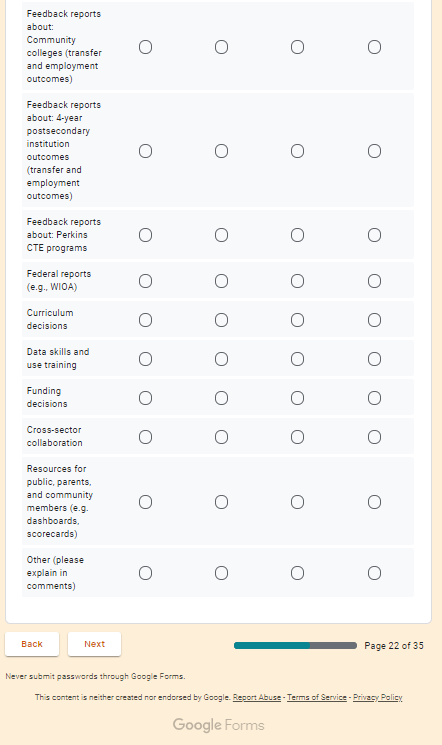 Feedback reports
about:
Community
colleges (transfer
and employment
outcomes)
Feedback reports
about: 4-year
postsecondary
institution
outcomes
(transfer and
employment
outcomes)
Feedback reports
about: Perkins
CTE programs
Federal reports
(e.g., WIOA)
Curriculum
decisions
Data skills and
use training
Funding
decisions
Cross-sector
collaboration
Resources for
public, parents,
and community
members (e.g.
dashboards,
scorecards)
Other (please
explain in
comments)
Back Next Page 22 of 35
Never submit passwords through Google Forms.
This content is neither created nor endorsed by Google. Report Abuse - Terms of Service - Privacy Policy
Google Forms